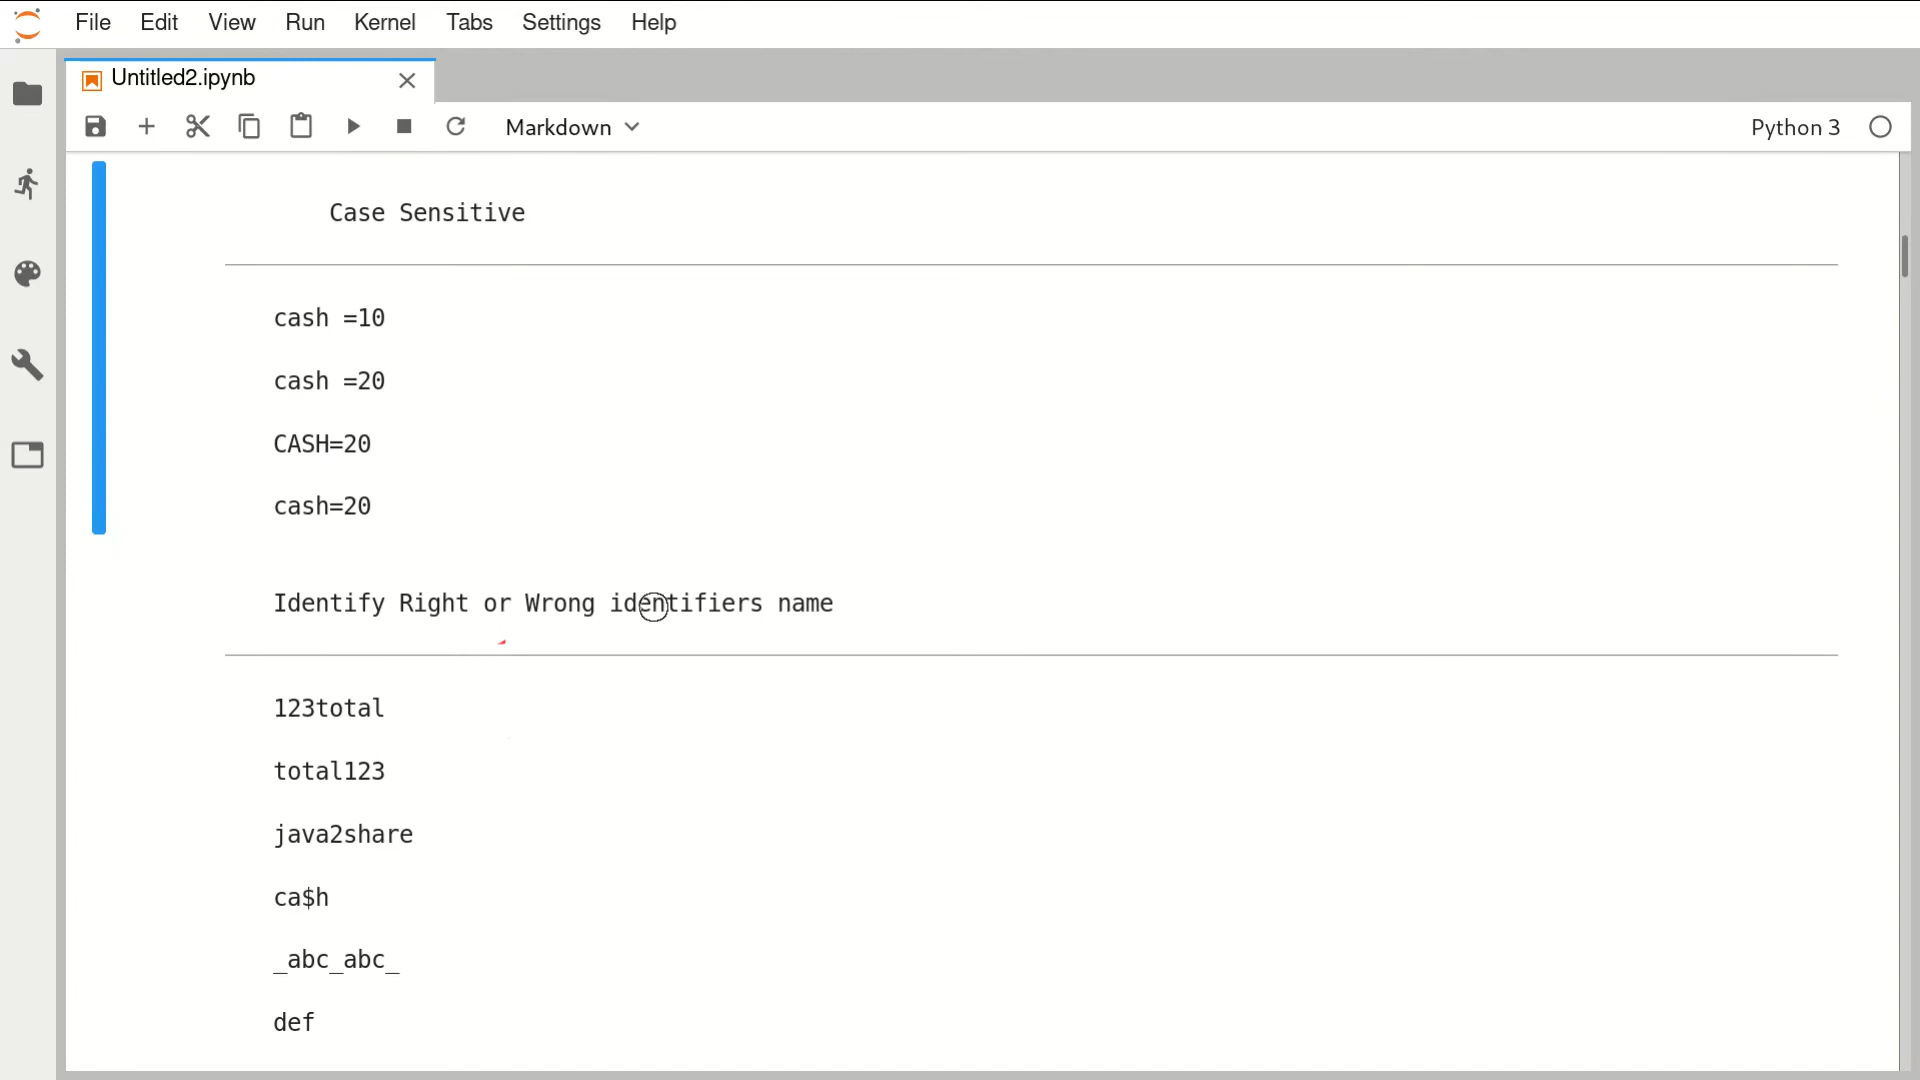 File Edit View Run Kernel Tabs Settings Help
Untitled2.ipynb
Markdown Python 3
Case Sensitive
cash =10
cash =20
CASH=20
cash=20
Identify Right or Wrong identifiers name
123total
total123
java2share
ca$h
_abc_abc_
def